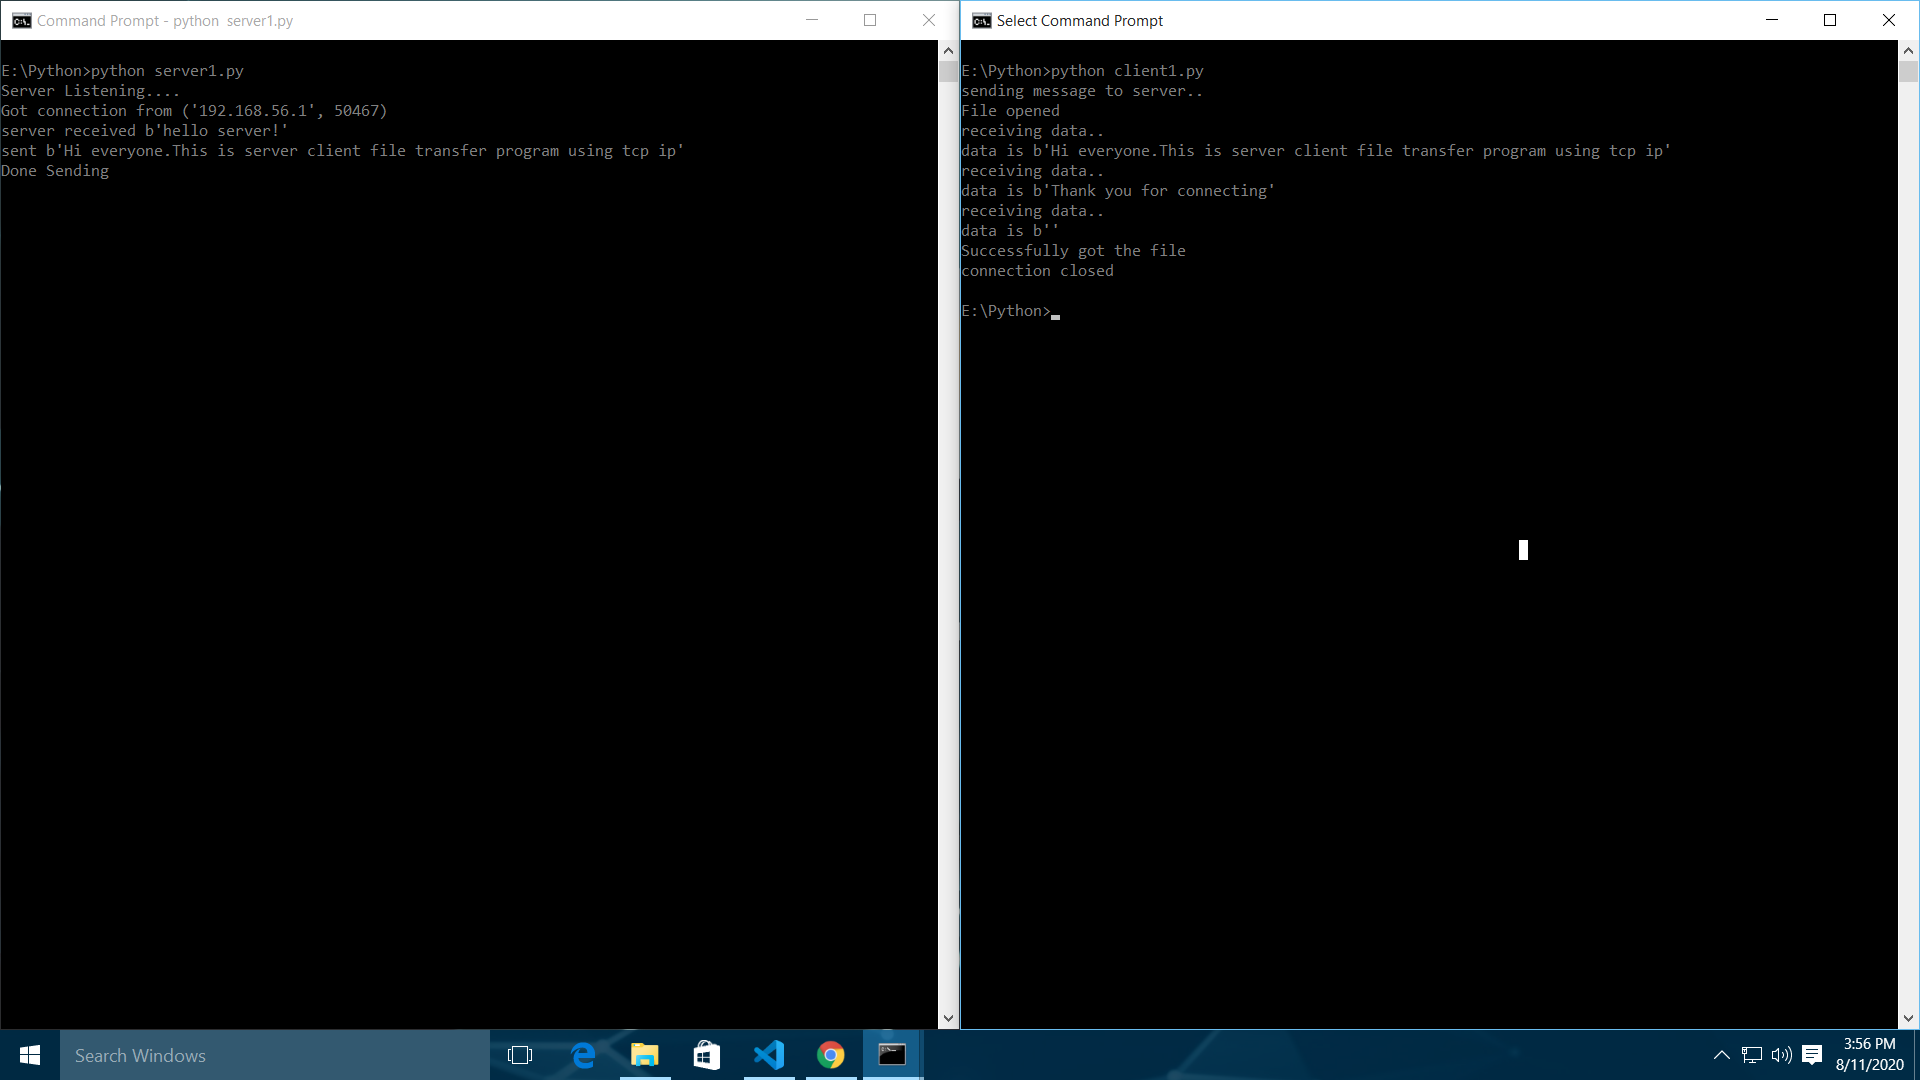 Command Prompt - python  server1.py
E:\Python>python server1.py
Server Listening....
Got connection from ('192.168.56.1', 50467)
server received b'hello server!'
sent b'Hi everyone.This is server client file transfer program using tcp ip'
Done Sending
Select Command Prompt
E:\Python>python client1.py
sending message to server..
File opened
receiving data..
data is b'Hi everyone.This is server client file transfer program using tcp ip'
receiving data..
data is b'Thank you for connecting'
receiving data..
data is b''
Successfully got the file
connection closed
E:\Python>
Search Windows
3:56 PM
8/11/2020